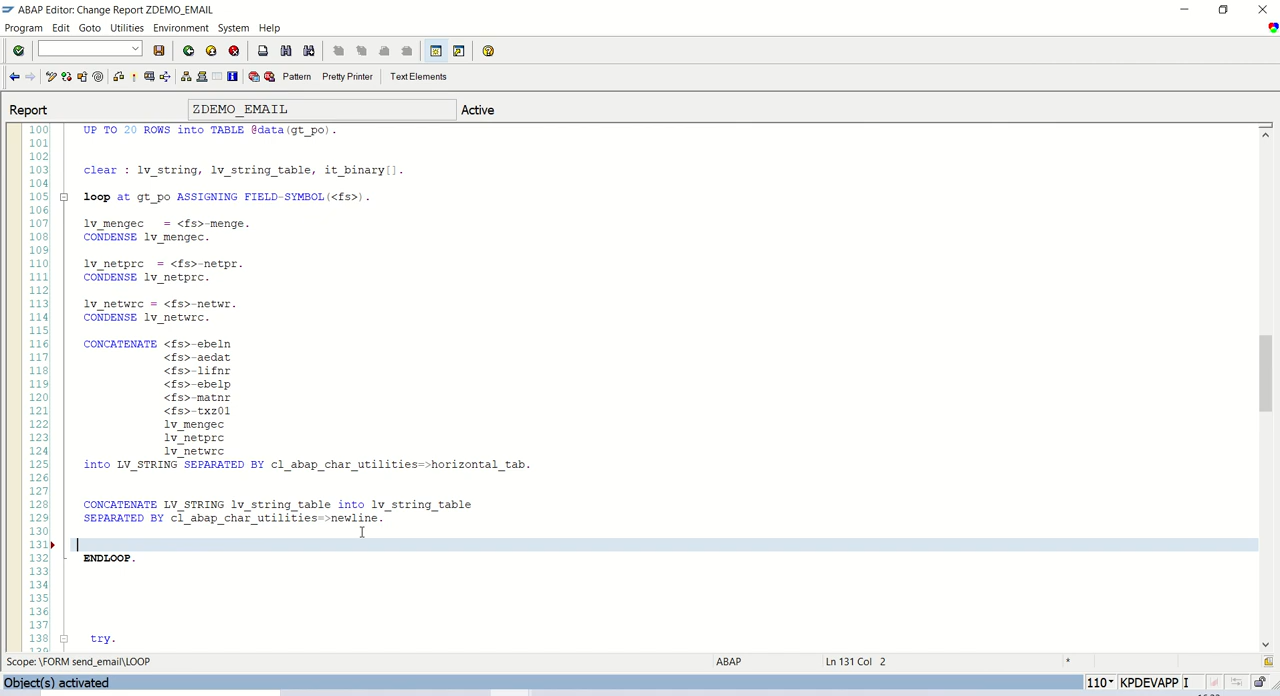 ABAP Editor: Change Report ZDEMO_EMAIL
Program Edit Goto Utilities Environment System Help
Pattern Pretty Printer Text Elements
Report ZDEMO_EMAIL Active
100 UP TO 20 ROWS into TABLE @data(gt_po).
101
102
103 clear : lv_string, lv_string_table, it_binary[].
104
105 loop at gt_po ASSIGNING FIELD-SYMBOL(<fs>).
106
107 lv_mengec = <fs>-menge.
108 CONDENSE lv_mengec.
109
110 lv_netprc = <fs>-netpr.
111 CONDENSE lv_netprc.
112
113 lv_netwrc = <fs>-netwr.
114 CONDENSE lv_netwrc.
115
116 CONCATENATE <fs>-ebeln
117 <fs>-aedat
118 <fs>-lifnr
119 <fs>-ebelp
120 <fs>-matnr
121 <fs>-txz01
122 lv_mengec
123 lv_netprc
124 lv_netwrc
125 into LV_STRING SEPARATED BY cl_abap_char_utilities=>horizontal_tab.
126
127
128 CONCATENATE LV_STRING lv_string_table into lv_string_table
129 SEPARATED BY cl_abap_char_utilities=>newline.
130
131
132 ENDLOOP.
133
134
135
136
137
138 try.
Scope: \FORM send_email\LOOP ABAP Ln 131 Col 2 *
Object(s) activated 110 KPDEVAPP